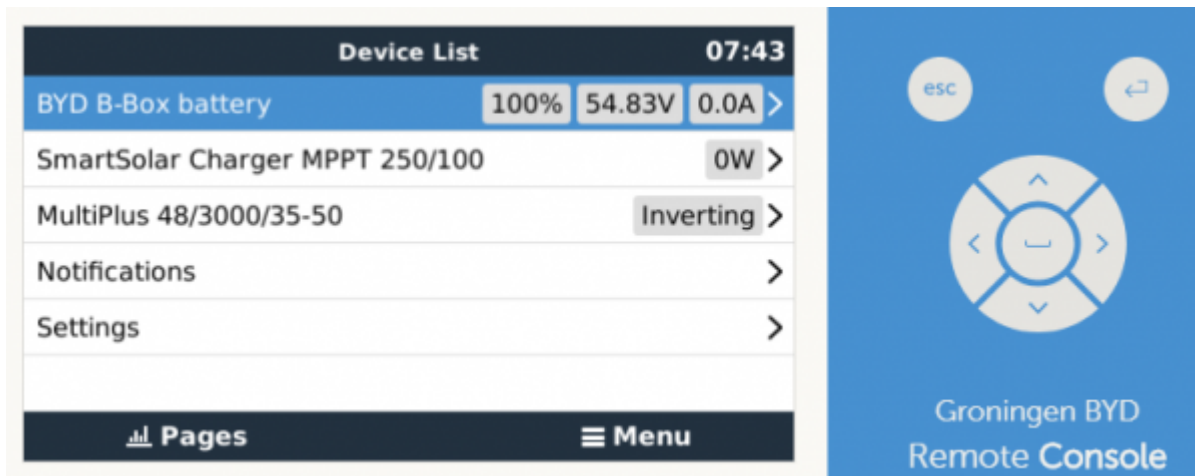 Device List 07:43
BYD B-Box battery 100% 54.83V 0.0A
SmartSolar Charger MPPT 250/100 0W
MultiPlus 48/3000/35-50 Inverting
Notifications
Settings
Pages Menu
esc
Groningen BYD
Remote Console